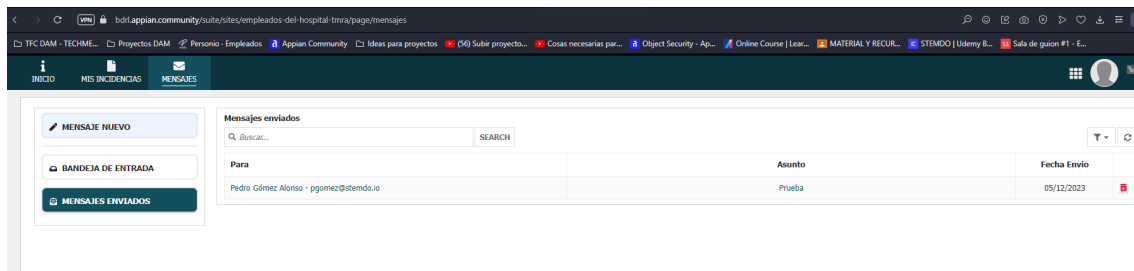 VPN bdrl.appian.community/suite/sites/empleados-del-hospital-tmra/page/mensajes
TFC DAM - TECHME... Proyectos DAM Personio · Empleados Appian Community Ideas para proyectos (56) Subir proyecto... Cosas necesarias par... Object Security - Ap... Online Course | Lear... MATERIAL Y RECUR... STEMDO | Udemy B... Sala de guion #1 - E...
INICIO MIS INCIDENCIAS MENSAJES
MENSAJE NUEVO
BANDEJA DE ENTRADA
MENSAJES ENVIADOS
Mensajes enviados
Buscar... SEARCH
Para Asunto Fecha Envio
Pedro Gómez Alonso - pgomez@stemdo.io Prueba 05/12/2023